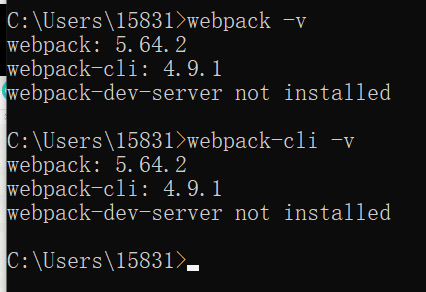 C:\Users\15831>webpack -v
webpack: 5.64.2
webpack-cli: 4.9.1
webpack-dev-server not installed
C:\Users\15831>webpack-cli -v
webpack: 5.64.2
webpack-cli: 4.9.1
webpack-dev-server not installed
C:\Users\15831>